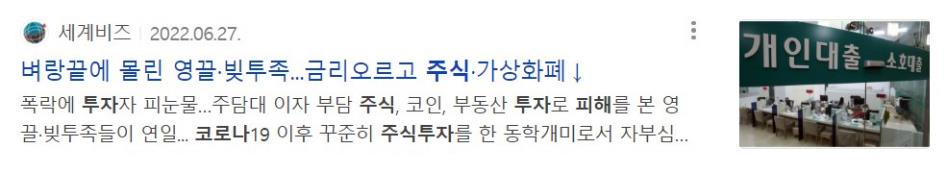 세계비즈 2022.06.27.
벼랑끝에 몰린 영끌·빚투족...금리오르고 주식·가상화폐↓
폭락에 투자자 피눈물...주담대 이자 부담 주식, 코인, 부동산 투자로 피해를 본 영
끌·빚투족들이 연일... 코로나19 이후 꾸준히 주식투자를 한 동학개미로서 자부심...
개인대출 소호대출